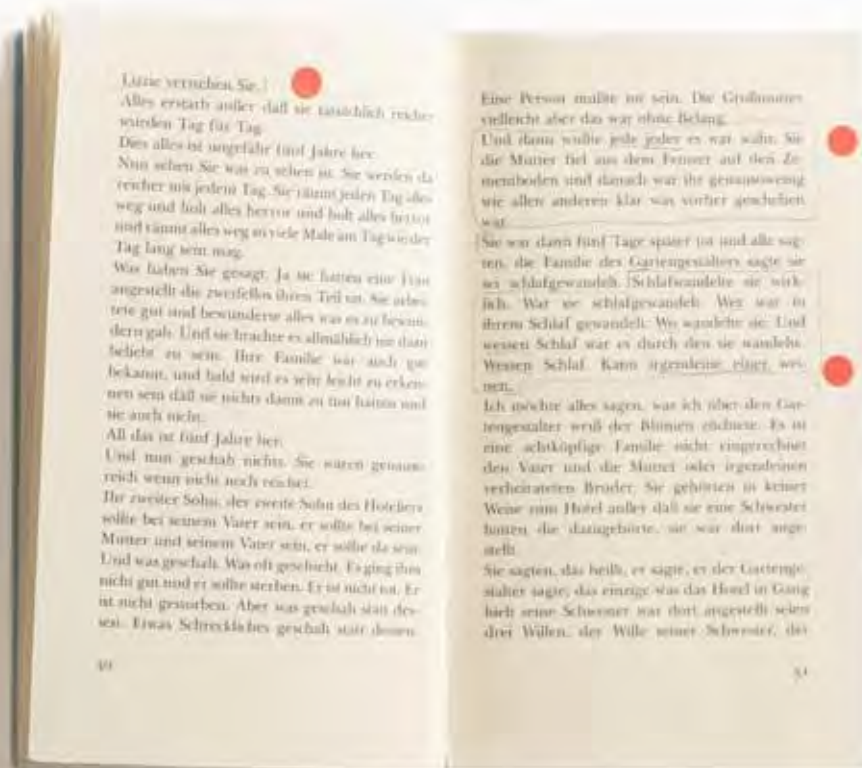 Lizzie verstehen Sie.
Alles erstarb außer daß sie tatsächlich reicher
wurden Tag für Tag.
Dies alles ist ungefähr fünf Jahre her.
Nun sehen Sie was zu sehen ist. Sie werden da
reicher mit jedem Tag. Sie räumt jeden Tag alles
weg und holt alles hervor und holt alles hervor
und räumt alles weg so viele Male am Tag wie der
Tag lang sein mag.
Was haben Sie gesagt. Ja sie hatten eine Frau
angestellt die zweifellos ihren Teil tat. Sie arbei-
tete gut und bewunderte alles was es zu bewun-
dern gab. Und sie brachte es allmählich nie dazu
beliebt zu sein. Ihre Familie war auch gut
bekannt, und bald wird es sehr leicht zu erken-
nen sein daß sie nichts damit zu tun hatten und
sie auch nicht.
All das ist fünf Jahre her.
Und nun geschah nichts. Sie waren genauso
reich wenn nicht noch reicher.
Ihr zweiter Sohn, der zweite Sohn des Hoteliers
sollte bei seinem Vater sein, er sollte bei seiner
Mutter und seinem Vater sein, er sollte da sein.
Und was geschah. Was oft geschieht. Es ging ihm
nicht gut und er sollte sterben. Er ist nicht tot. Er
ist nicht gestorben. Aber was geschah statt des-
sen. Etwas Schreckliches geschah statt dessen.
50
Eine Person mußte tot sein. Die Großmutter
vielleicht aber das war ohne Belang.
Und dann wußte jede jeder es war wahr. Sie
die Mutter fiel aus dem Fenster auf den Ze-
mentboden und danach war ihr genausowenig
wie allen anderen klar was vorher geschehen
war.
Sie war dann fünf Tage später tot und alle sag-
ten, die Familie des Gartengestalters sagte sie
sei schlafgewandelt. Schlafwandelte sie wirk-
lich. War sie schlafgewandelt. Wer war in
ihrem Schlaf gewandelt. Wo wandelte sie. Und
wessen Schlaf war es durch den sie wandelte.
Wessen Schlaf. Kann irgendeine einer wei-
nen.
Ich möchte alles sagen, was ich über den Gar-
tengestalter weiß der Blumen züchtete. Es ist
eine achtköpfige Familie nicht eingerechnet
den Vater und die Mutter oder irgendeinen
verheirateten Bruder. Sie gehörten in keiner
Weise zum Hotel außer daß sie eine Schwester
hatten die dazugehörte, sie war dort ange-
stellt.
Sie sagten, das heißt, er sagte, er der Gartenge-
stalter sagte, das einzige was das Hotel in Gang
hielt seine Schwester war dort angestellt seien
drei Willen, der Wille seiner Schwester, der
51